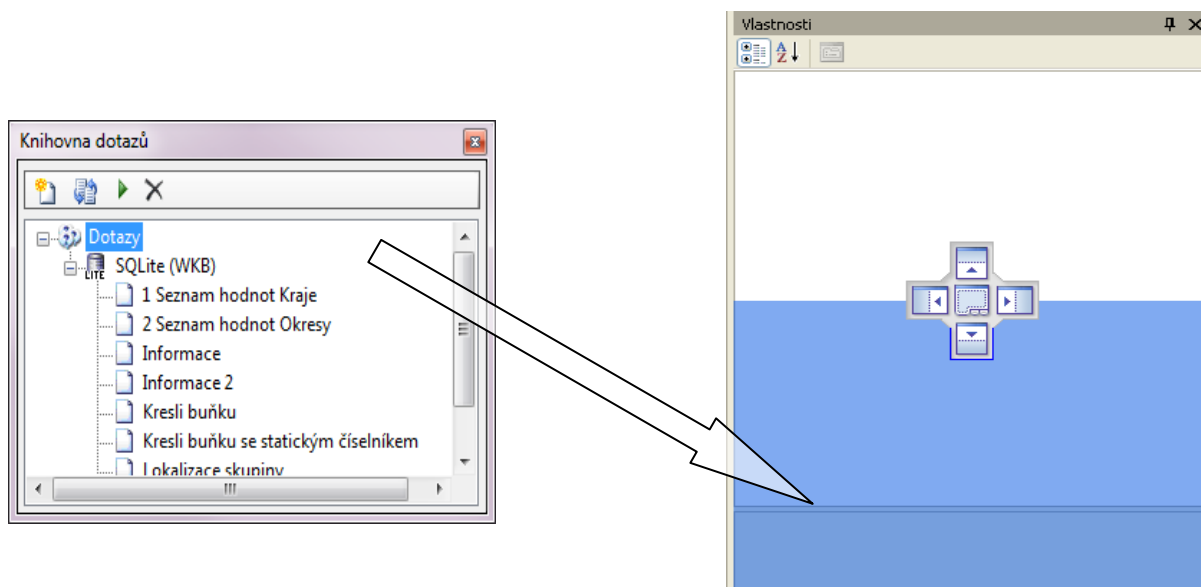 Vlastnosti
Knihovna dotazů
Dotazy
LITE
SQLite (WKB)
1 Seznam hodnot Kraje
2 Seznam hodnot Okresy
Informace
Informace 2
Kresli buňku
Kresli buňku se statickým číselníkem
Lokalizace skupiny